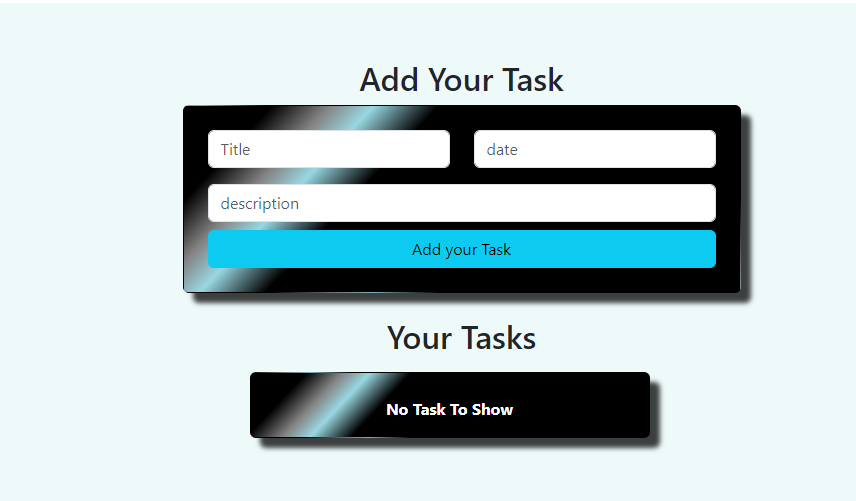 Add Your Task
Title
date
description
Add your Task
Your Tasks
No Task To Show